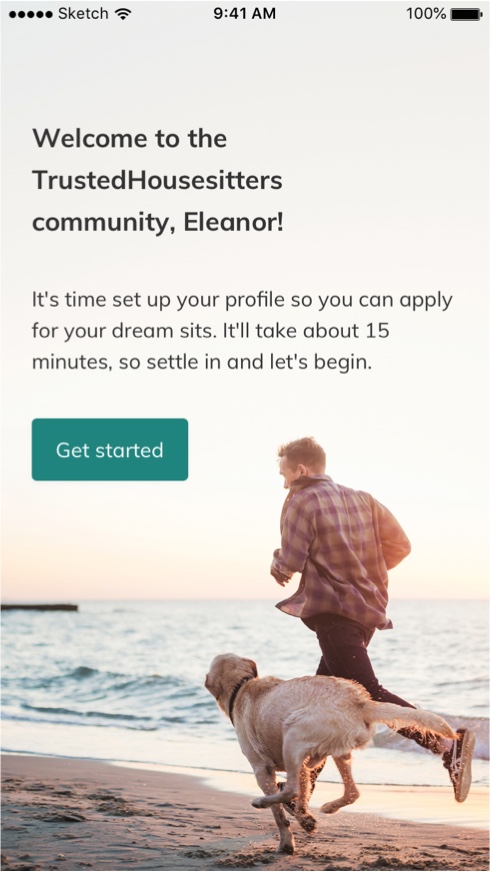 Sketch 9:41 AM 100%
Welcome to the
TrustedHousesitters
community, Eleanor!
It's time set up your profile so you can apply
for your dream sits. It'll take about 15
minutes, so settle in and let's begin.
Get started